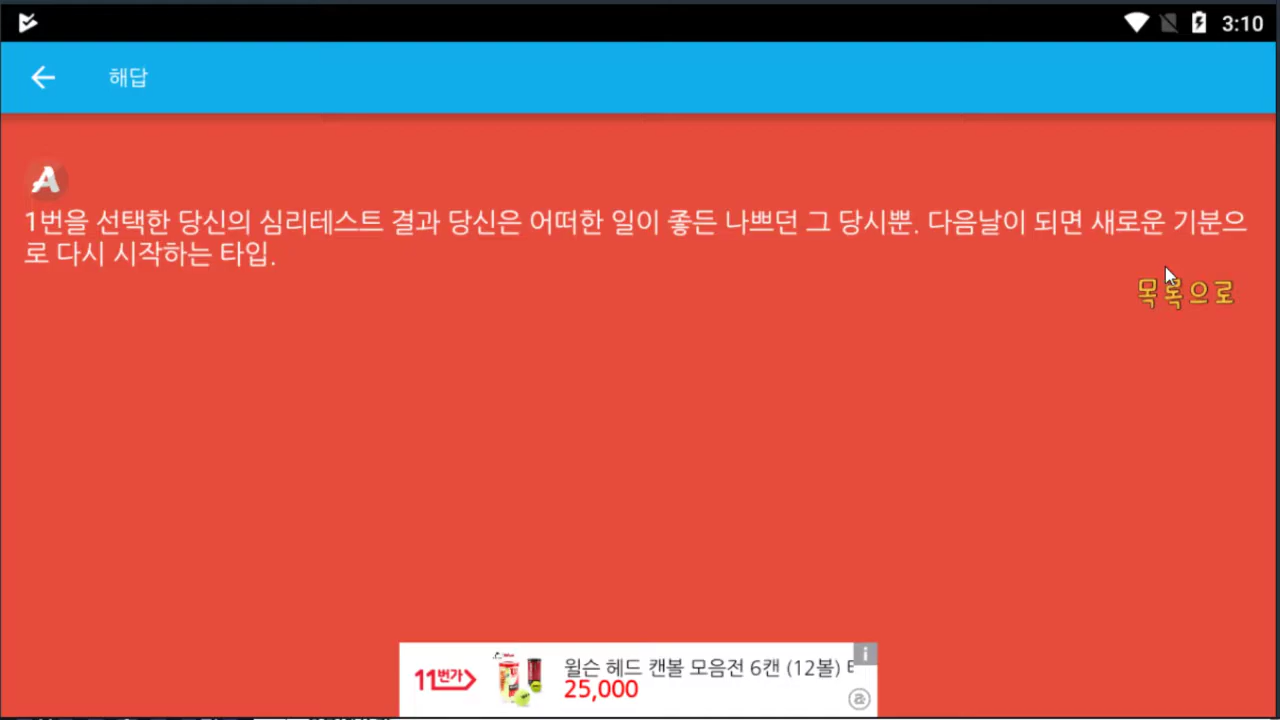 3:10
해답
A
1번을 선택한 당신의 심리테스트 결과 당신은 어떠한 일이 좋든 나쁘던 그 당시뿐. 다음날이 되면 새로운 기분으
로 다시 시작하는 타입.
목록으로
11번가
윌슨 헤드 캔볼 모음전 6캔 (12볼)
25,000